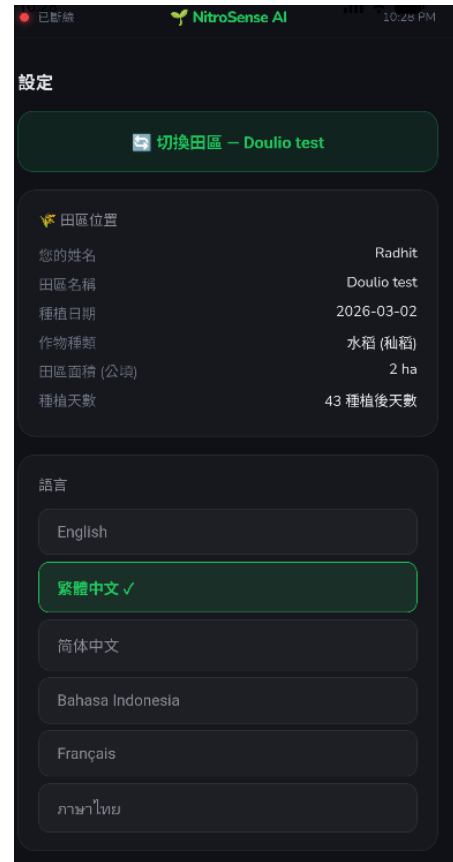 已斷線 🌱 NitroSense AI 10:28 PM
設定
🔄 切換田區 – Doulio test
🌾 田區位置
您的姓名 Radhit
田區名稱 Doulio test
種植日期 2026-03-02
作物種類 水稻 (秈稻)
田區面積 (公頃) 2 ha
種植天數 43 種植後天數
語言
English
繁體中文 ✓
简体中文
Bahasa Indonesia
Français
ภาษาไทย